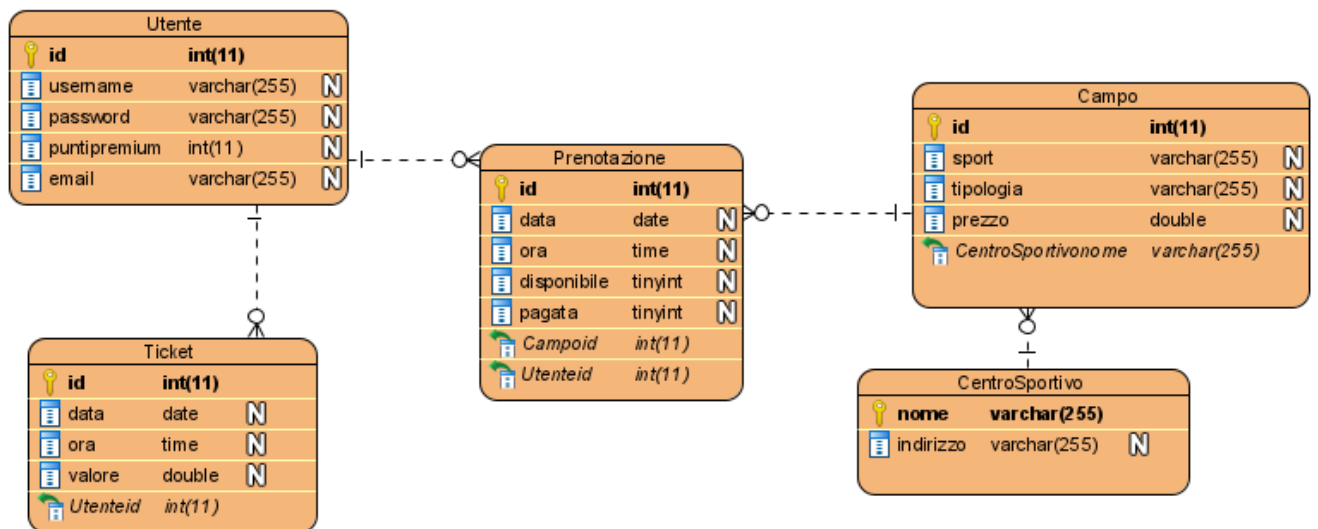 Utente
id int(11)
username varchar(255) N
password varchar(255) N
puntipremium int(11) N
email varchar(255) N
Prenotazione
id int(11)
data date N
ora time N
disponibile tinyint N
pagata tinyint N
Campoid int(11)
Utenteid int(11)
Campo
id int(11)
sport varchar(255) N
tipologia varchar(255) N
prezzo double N
CentroSportivonome varchar(255)
Ticket
id int(11)
data date N
ora time N
valore double N
Utenteid int(11)
CentroSportivo
nome varchar(255)
indirizzo varchar(255) N